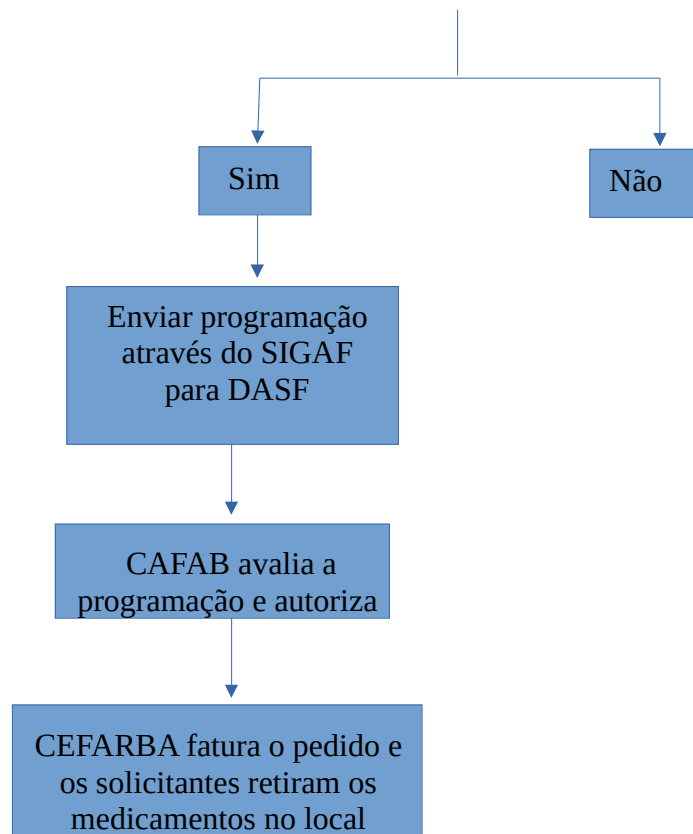 Sim
Não
Enviar programação
através do SIGAF
para DASF
CAFAB avalia a
programação e autoriza
CEFARBA fatura o pedido e
os solicitantes retiram os
medicamentos no local